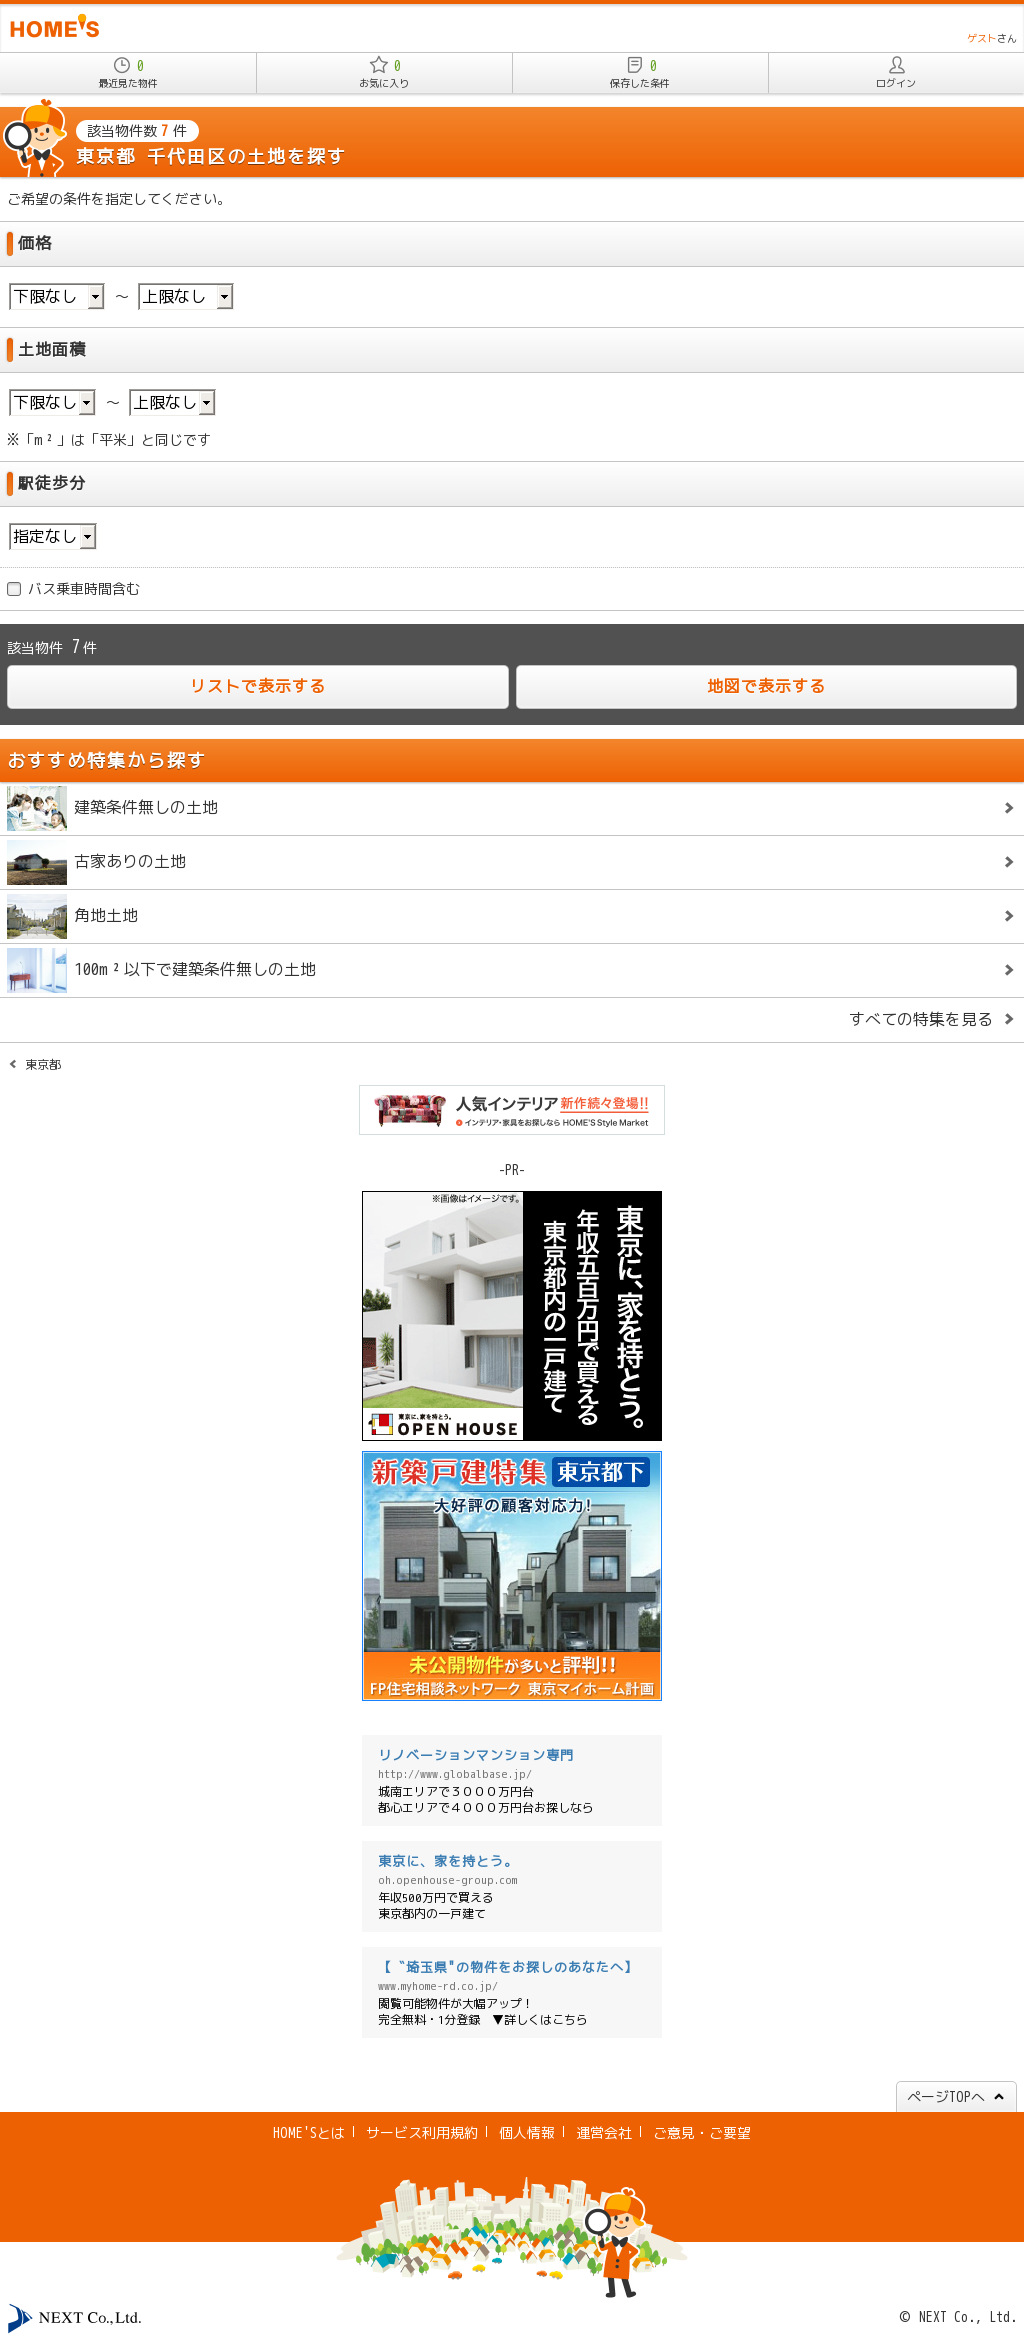 HOME'S
ゲストさん
0
最近見た物件
0
お気に入り
0
保存した条件
ログイン
該当物件数 7 件
東京都 千代田区の土地を探す
ご希望の条件を指定してください。
価格
下限なし ～ 上限なし
土地面積
下限なし ～ 上限なし
※「m²」は「平米」と同じです
駅徒歩分
指定なし
バス乗車時間含む
該当物件 7件
リストで表示する
地図で表示する
おすすめ特集から探す
建築条件無しの土地
古家ありの土地
角地土地
100m²以下で建築条件無しの土地
すべての特集を見る
東京都
人気インテリア 新作続々登場!!
インテリア・家具をお探しなら HOME'S Style Market
-PR-
※画像はイメージです。
東京に、家を持とう。
年収五百万円で買える
東京都内の一戸建て
東京に、家を持とう。
OPEN HOUSE
新築戸建特集 東京都下
大好評の顧客対応力!
未公開物件が多いと評判!!
FP住宅相談ネットワーク 東京マイホーム計画
リノベーションマンション専門
http://www.globalbase.jp/
城南エリアで３０００万円台
都心エリアで４０００万円台お探しなら
東京に、家を持とう。
oh.openhouse-group.com
年収500万円で買える
東京都内の一戸建て
【〝埼玉県"の物件をお探しのあなたへ】
www.myhome-rd.co.jp/
閲覧可能物件が大幅アップ！
完全無料・1分登録　▼詳しくはこちら
ページTOPへ
HOME'Sとは | サービス利用規約 | 個人情報 | 運営会社 | ご意見・ご要望
NEXT Co., Ltd.
© NEXT Co., Ltd.